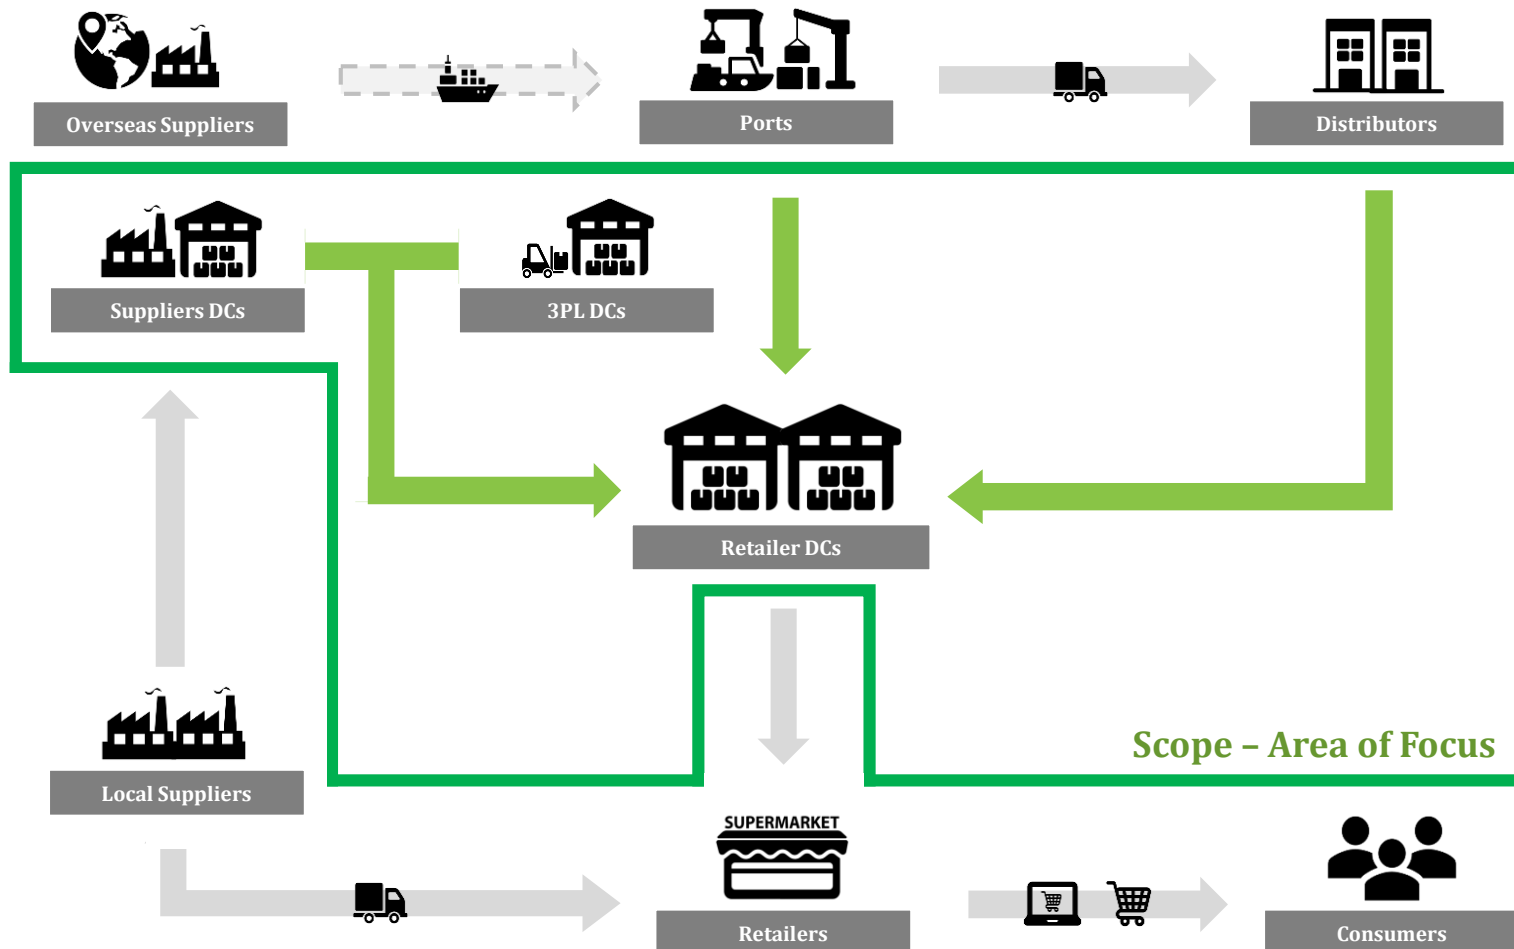 Overseas Suppliers
Ports
Distributors
Suppliers DCs
3PL DCs
Retailer DCs
Scope – Area of Focus
Local Suppliers
SUPERMARKET
Retailers
Consumers